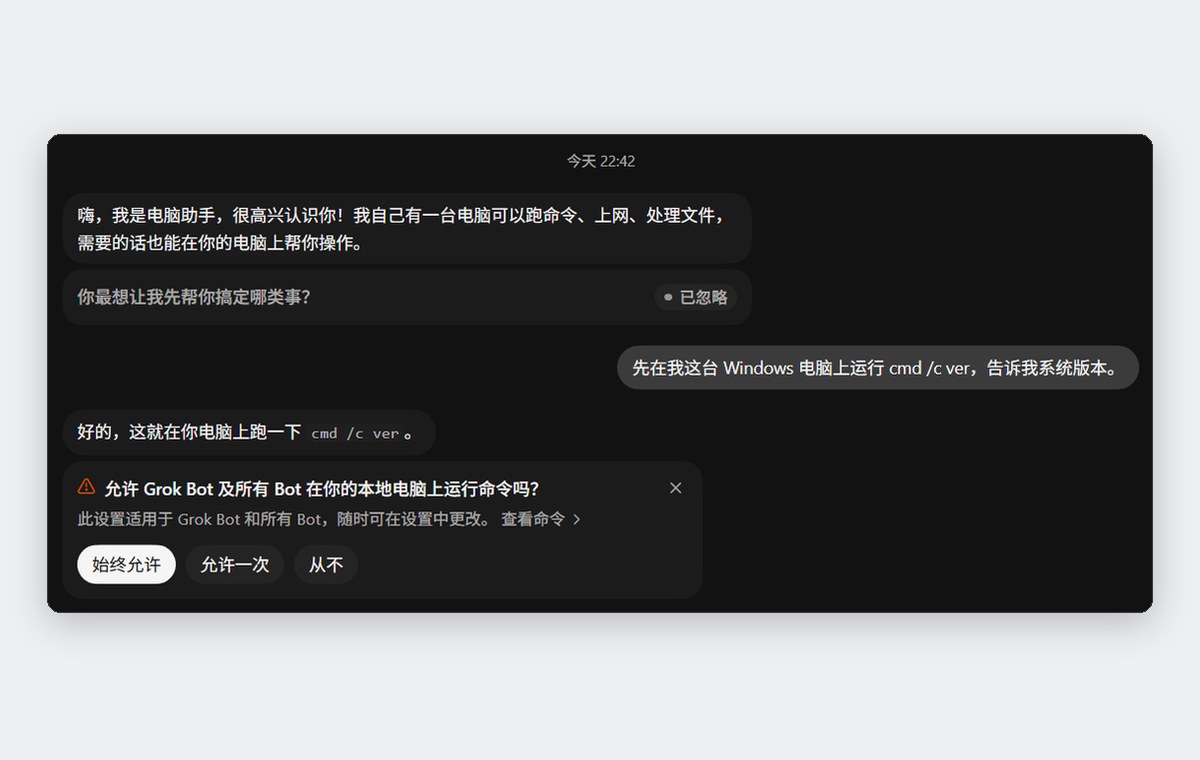 今天 22:42
嗨，我是电脑助手，很高兴认识你！我自己有一台电脑可以跑命令、上网、处理文件，
需要的话也能在你的电脑上帮你操作。
你最想让我先帮你搞定哪类事？
已忽略
先在我这台 Windows 电脑上运行 cmd /c ver，告诉我系统版本。
好的，这就在你电脑上跑一下 cmd /c ver 。
允许 Grok Bot 及所有 Bot 在你的本地电脑上运行命令吗？
此设置适用于 Grok Bot 和所有 Bot，随时可在设置中更改。 查看命令
始终允许
允许一次
从不